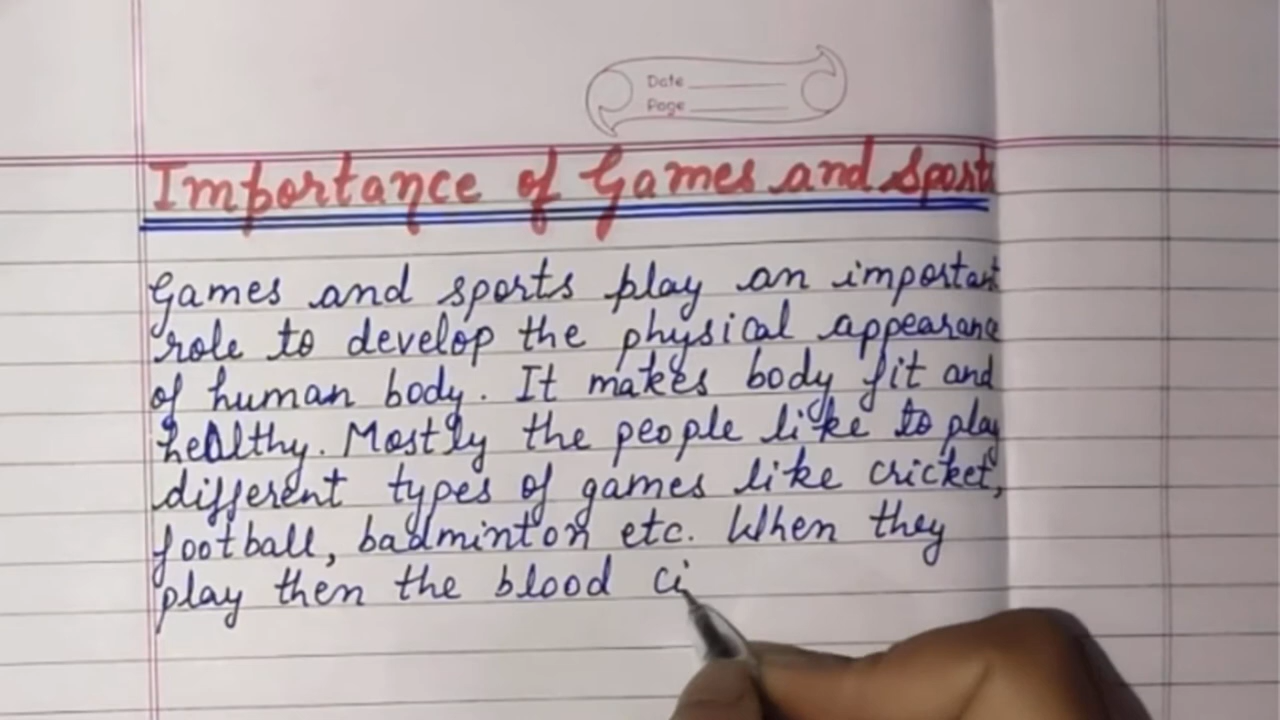 Date
Page
Importance of Games and Sports
Games and sports play an important
role to develop the physical appearance
of human body. It makes body fit and
healthy. Mostly the people like to play
different types of games like cricket,
football, badminton etc. When they
play then the blood ci